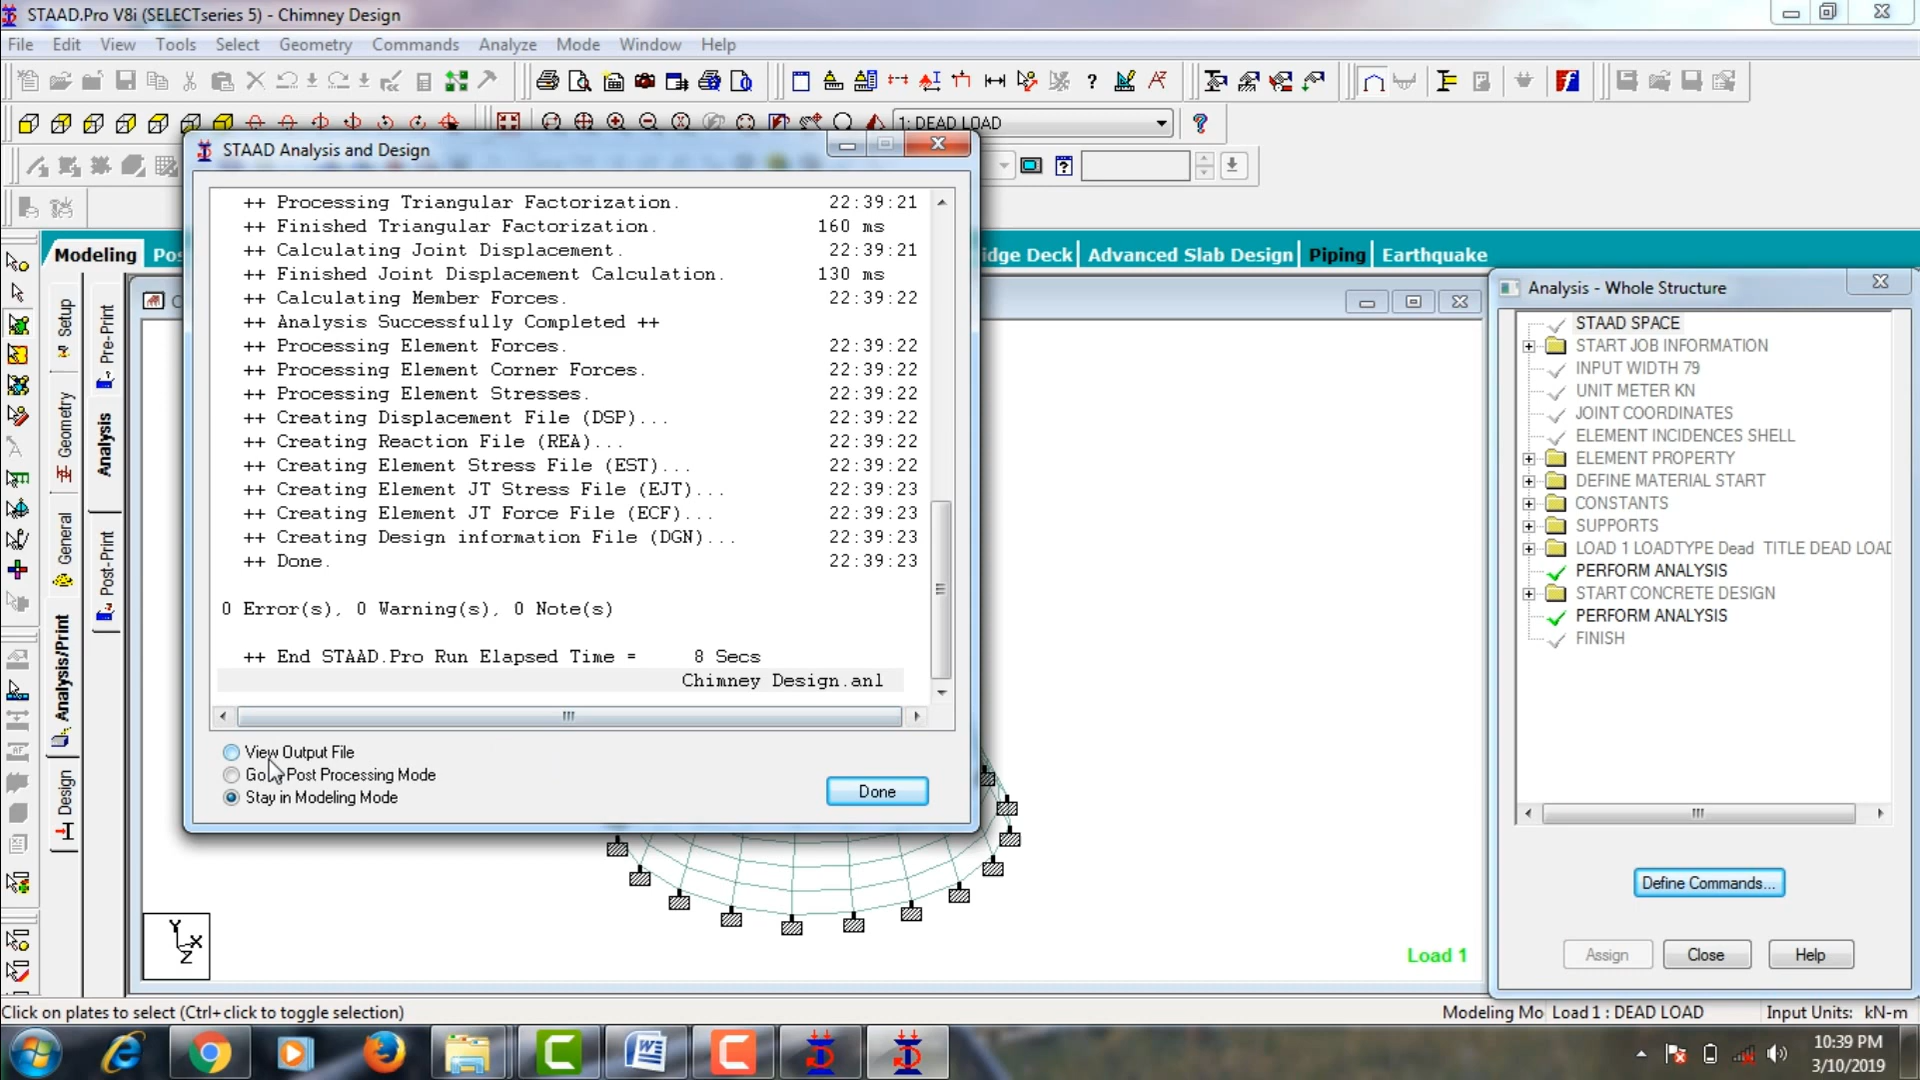 STAAD.Pro V8i (SELECTseries 5) - Chimney Design
File Edit View Tools Select Geometry Commands Analyze Mode Window Help
1: DEAD LOAD
STAAD Analysis and Design
++ Processing Triangular Factorization. 22:39:21
++ Finished Triangular Factorization. 160 ms
++ Calculating Joint Displacement. 22:39:21
++ Finished Joint Displacement Calculation. 130 ms
++ Calculating Member Forces. 22:39:22
++ Analysis Successfully Completed ++
++ Processing Element Forces. 22:39:22
++ Processing Element Corner Forces. 22:39:22
++ Processing Element Stresses. 22:39:22
++ Creating Displacement File (DSP)... 22:39:22
++ Creating Reaction File (REA)... 22:39:22
++ Creating Element Stress File (EST)... 22:39:22
++ Creating Element JT Stress File (EJT)... 22:39:23
++ Creating Element JT Force File (ECF)... 22:39:23
++ Creating Design information File (DGN)... 22:39:23
++ Done. 22:39:23
0 Error(s), 0 Warning(s), 0 Note(s)
++ End STAAD.Pro Run Elapsed Time = 8 Secs
Chimney Design.anl
View Output File
Go Post Processing Mode
Stay in Modeling Mode
Done
Modeling Pos
idge Deck Advanced Slab Design Piping Earthquake
Setup
Geometry
General
Analysis/Print
Design
Pre-Print
Analysis
Post-Print
Analysis - Whole Structure
STAAD SPACE
START JOB INFORMATION
INPUT WIDTH 79
UNIT METER KN
JOINT COORDINATES
ELEMENT INCIDENCES SHELL
ELEMENT PROPERTY
DEFINE MATERIAL START
CONSTANTS
SUPPORTS
LOAD 1 LOADTYPE Dead TITLE DEAD LOAD
PERFORM ANALYSIS
START CONCRETE DESIGN
PERFORM ANALYSIS
FINISH
Define Commands...
Assign Close Help
Y
X
Z
Load 1
Click on plates to select (Ctrl+click to toggle selection)
Modeling Mo Load 1 : DEAD LOAD Input Units: kN-m
10:39 PM
3/10/2019